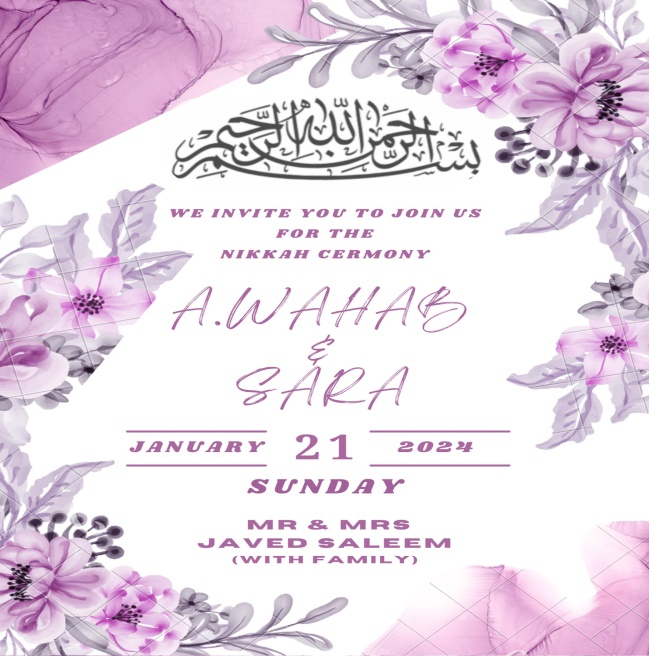 بسم الله الرحمن الرحيم
WE INVITE YOU TO JOIN US
FOR THE
NIKKAH CERMONY
A.WAHAB
&
SARA
JANUARY 21 2024
SUNDAY
MR & MRS
JAVED SALEEM
(WITH FAMILY)